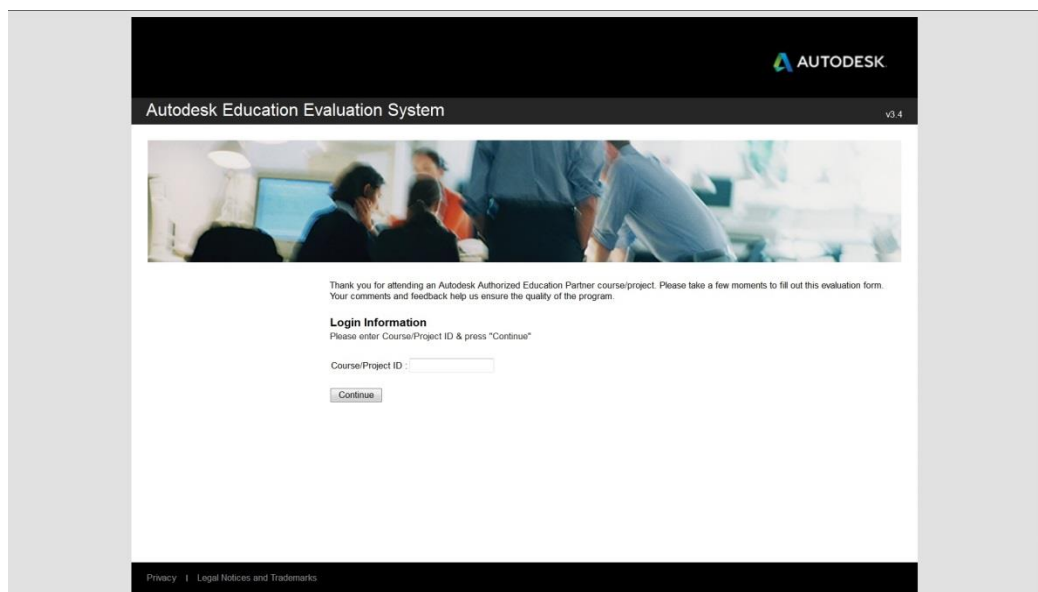 AUTODESK.
Autodesk Education Evaluation System
v3.4
Thank you for attending an Autodesk Authorized Education Partner course/project. Please take a few moments to fill out this evaluation form.
Your comments and feedback help us ensure the quality of the program.
Login Information
Please enter Course/Project ID & press "Continue"
Course/Project ID :
Continue
Privacy | Legal Notices and Trademarks